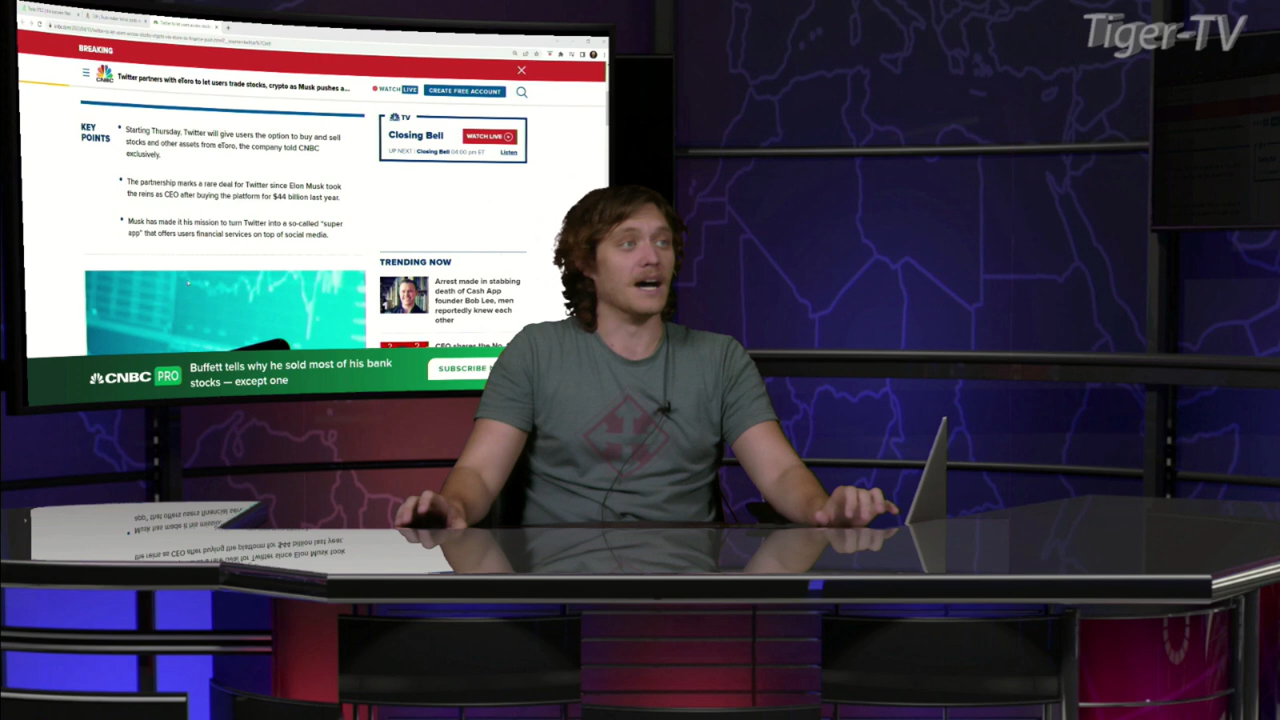 Tiger-TV
BREAKING
CNBC
Twitter partners with eToro to let users trade stocks, crypto as Musk pushes a...
WATCH LIVE
CREATE FREE ACCOUNT
KEY
POINTS
• Starting Thursday, Twitter will give users the option to buy and sell
stocks and other assets from eToro, the company told CNBC
exclusively.
• The partnership marks a rare deal for Twitter since Elon Musk took
the reins as CEO after buying the platform for $44 billion last year.
• Musk has made it his mission to turn Twitter into a so-called "super
app" that offers users financial services on top of social media.
TV
Closing Bell
WATCH LIVE
UP NEXT | Closing Bell 04:00 pm ET
Listen
TRENDING NOW
Arrest made in stabbing
death of Cash App
founder Bob Lee, men
reportedly knew each
other
CEO shares the No.
CNBC PRO
Buffett tells why he sold most of his bank
stocks — except one
SUBSCRIBE